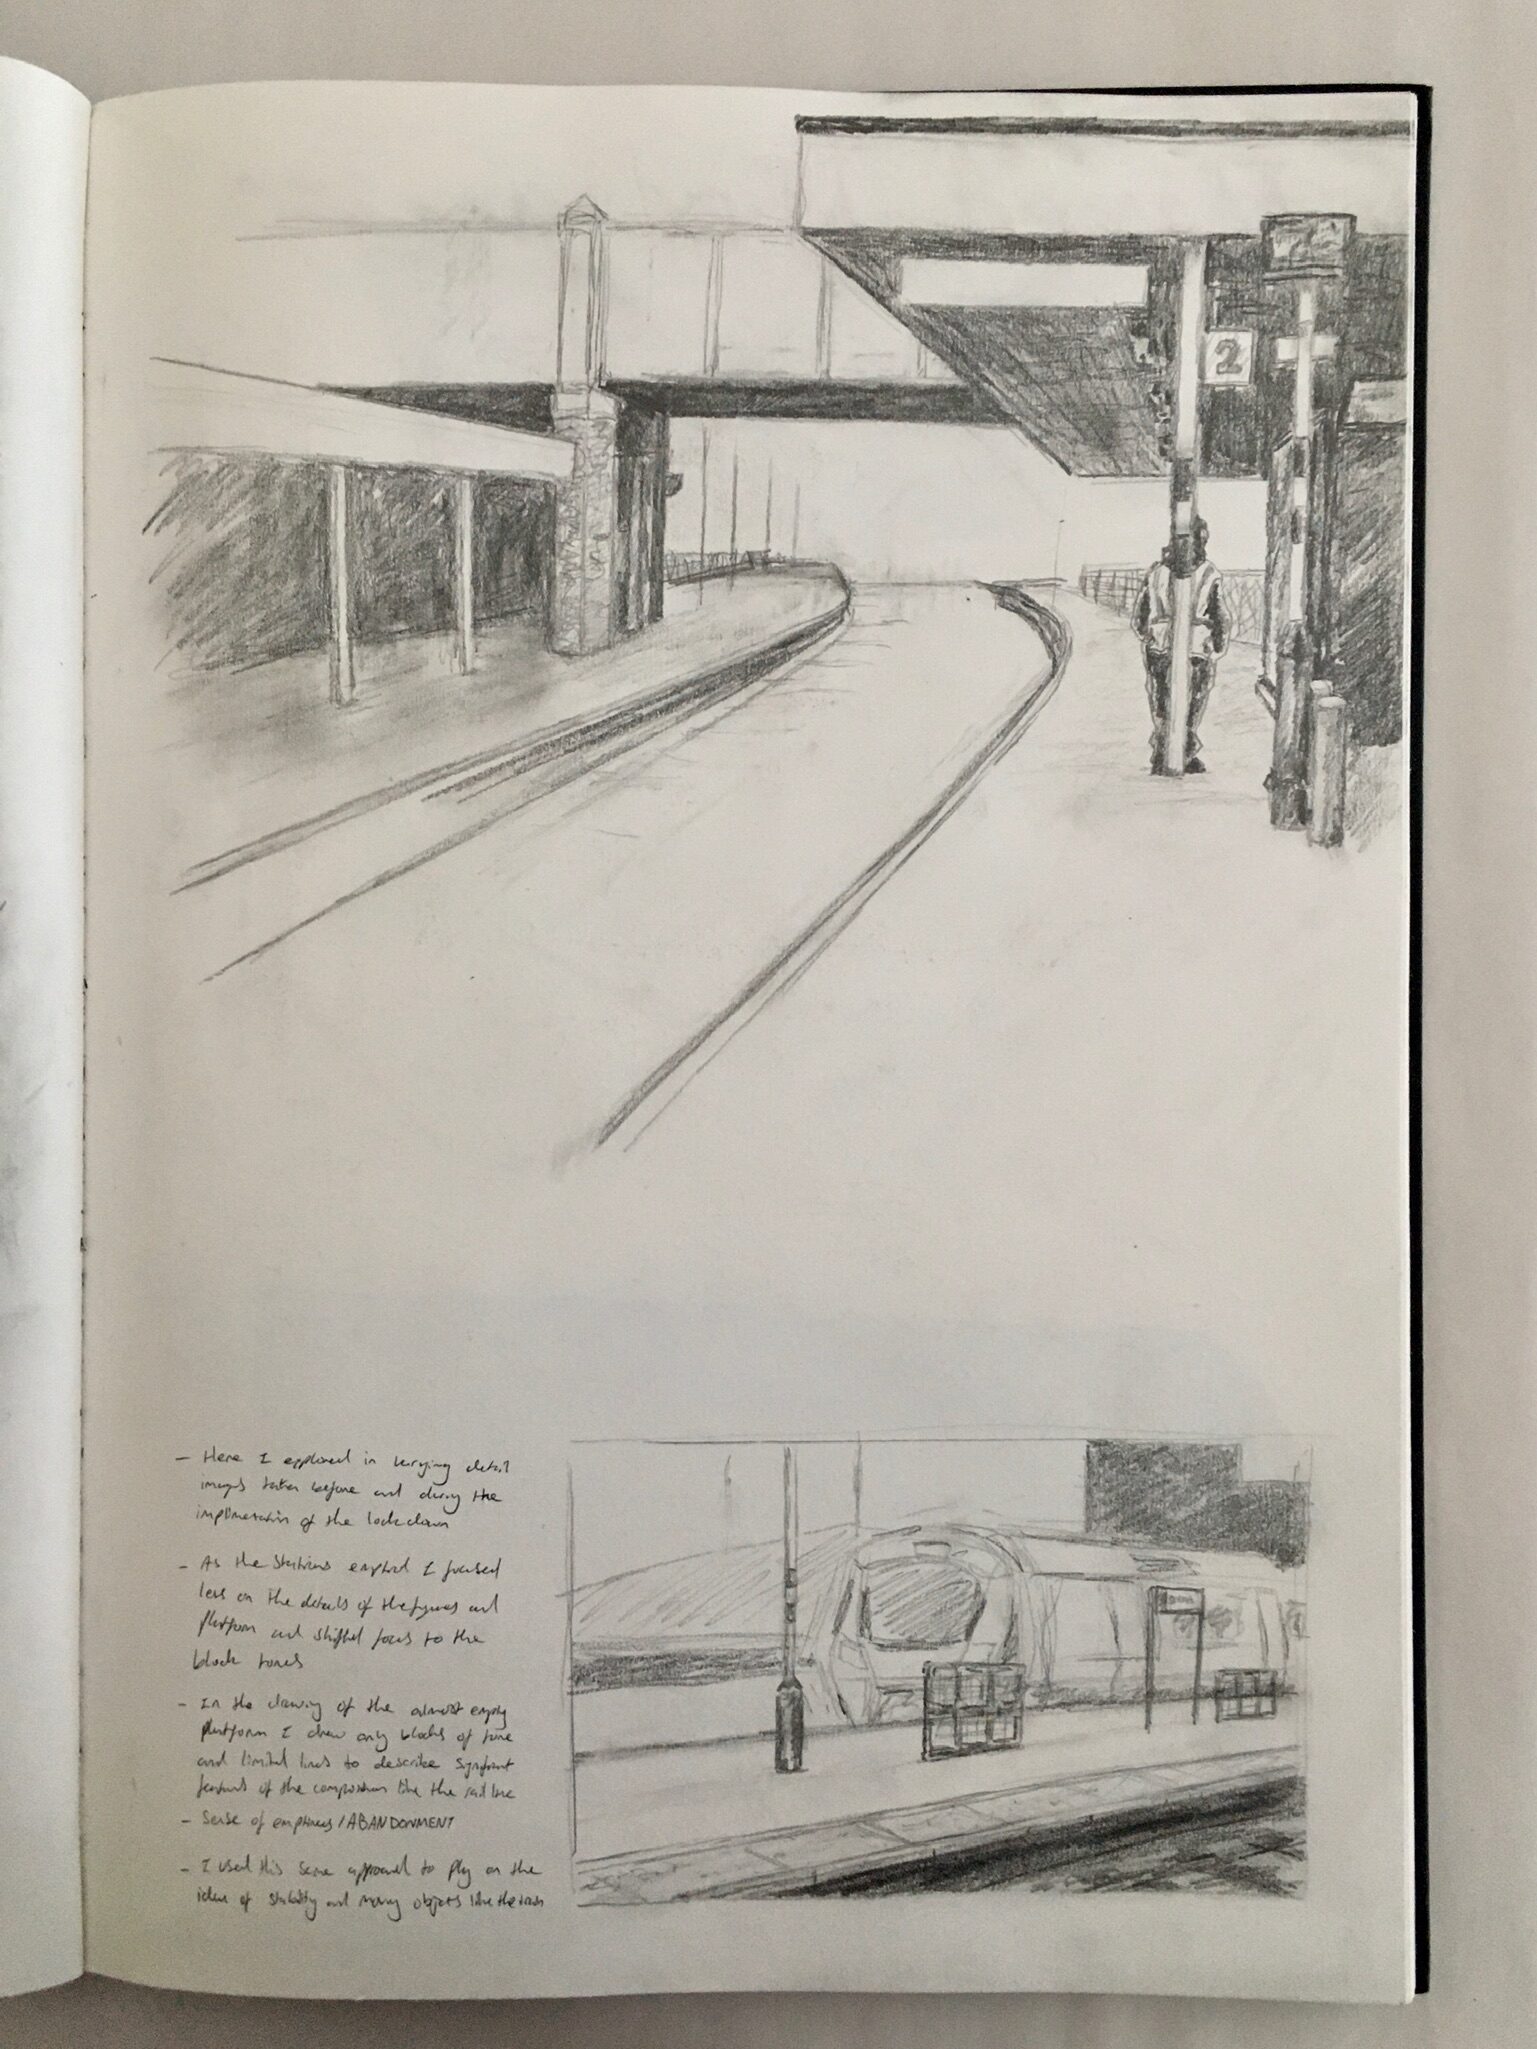 2
- Here I explored in varying detail
images taken before and during the
implimentation of the lockdown
- As the Stations emptied I focused
less on the details of the figures and
platform and shifted focus to the
block tones
- In the drawing of the almost empty
platform I drew only blocks of tone
and limited lines to describe significant
features of the composition like the rail line
- Sense of emptiness / ABANDONMENT
- I used this same approach to play on the
idea of stability and moving objects like the train